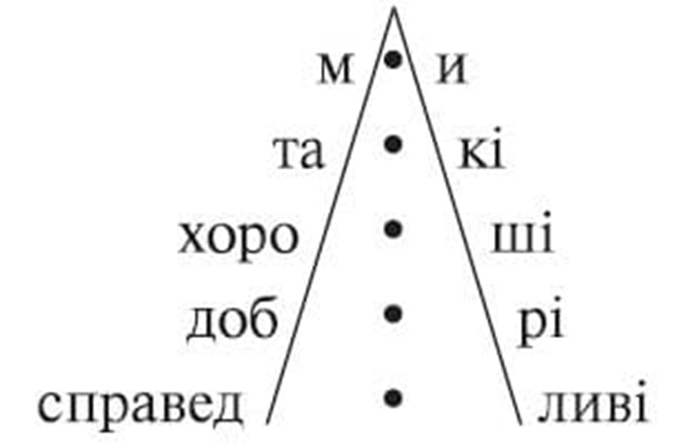 м и
та кі
хоро ші
доб рі
справед ливі